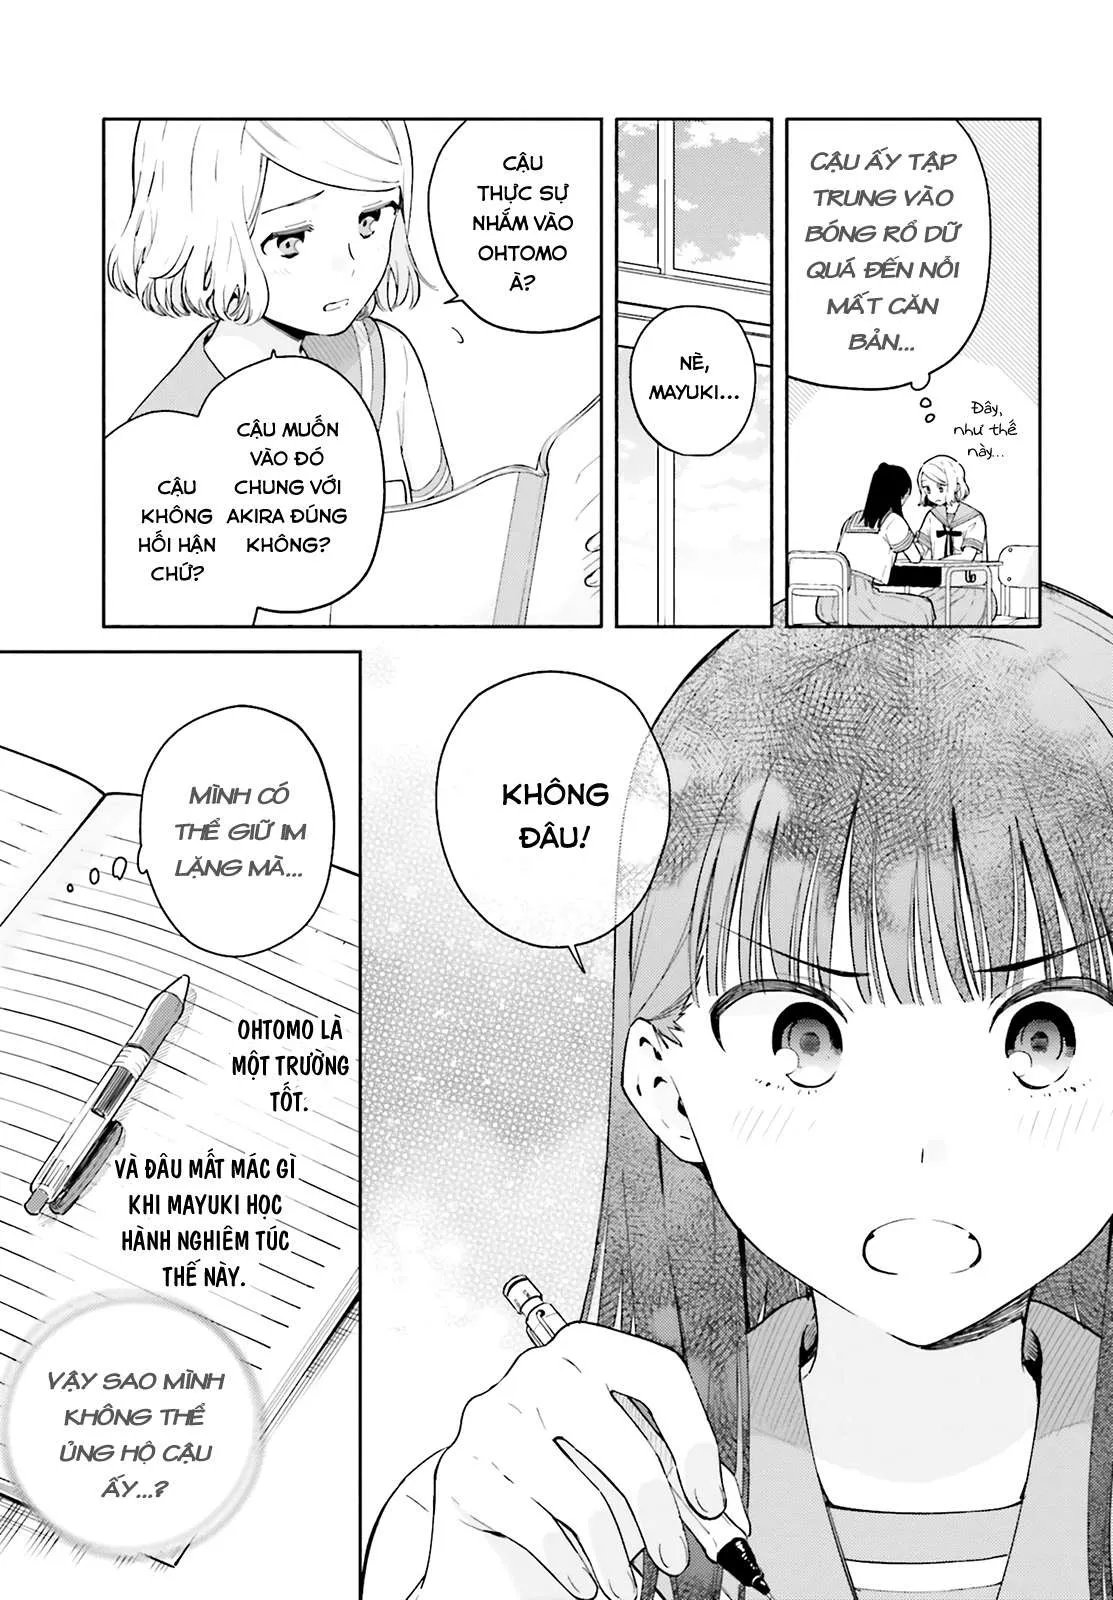 CẬU ẤY TẬP
TRUNG VÀO
BÓNG RỔ DỮ
QUÁ ĐẾN NỖI
MẤT CĂN
BẢN...
Đây,
như thế
này...
16
NÈ,
MAYUKI...
CẬU
THỰC SỰ
NHẮM VÀO
OHTOMO
À?
CẬU MUỐN
VÀO ĐÓ
CHUNG VỚI
AKIRA ĐÚNG
KHÔNG?
CẬU
KHÔNG
HỐI HẬN
CHỨ?
KHÔNG
ĐÂU!
MÌNH CÓ
THỂ GIỮ IM
LẶNG MÀ...
OHTOMO LÀ
MỘT TRƯỜNG
TỐT.
VÀ ĐÂU MẤT MÁC GÌ
KHI MAYUKI HỌC
HÀNH NGHIÊM TÚC
THẾ NÀY.
VẬY SAO MÌNH
KHÔNG THỂ
ỦNG HỘ CẬU
ẤY...?